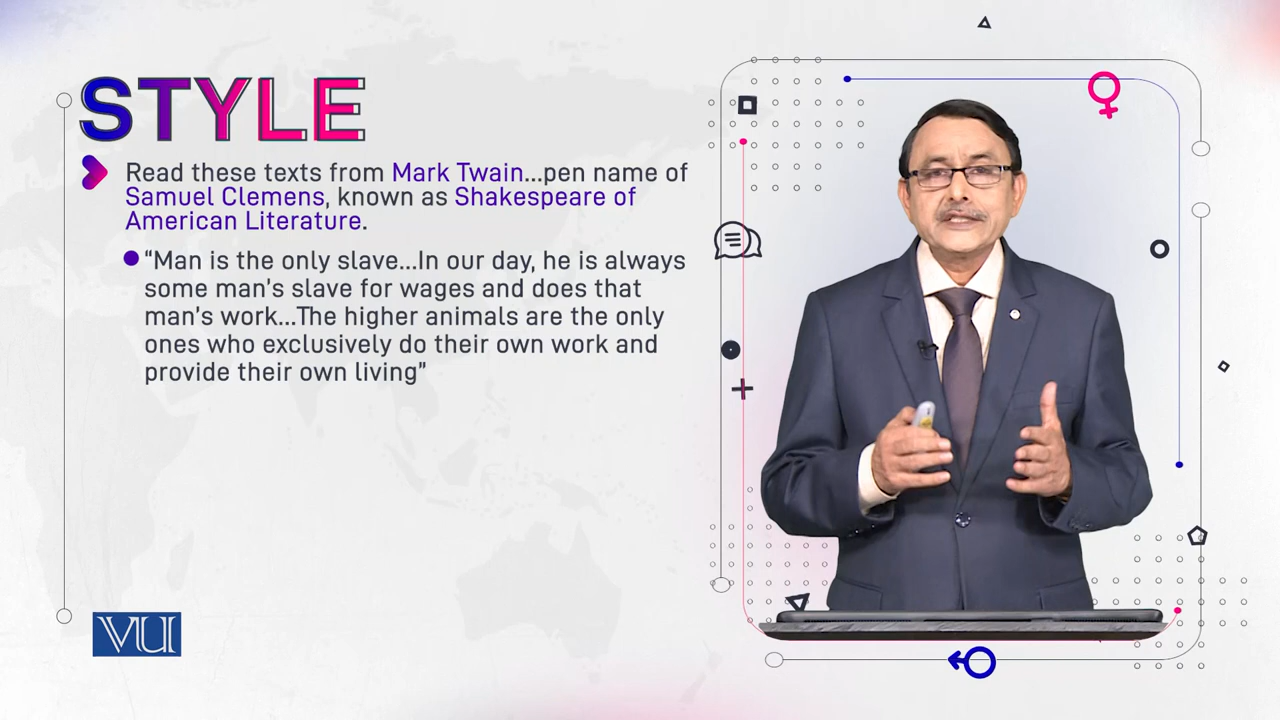 STYLE
Read these texts from Mark Twain...pen name of
Samuel Clemens, known as Shakespeare of
American Literature.
“Man is the only slave...In our day, he is always
some man’s slave for wages and does that
man’s work...The higher animals are the only
ones who exclusively do their own work and
provide their own living”
VU